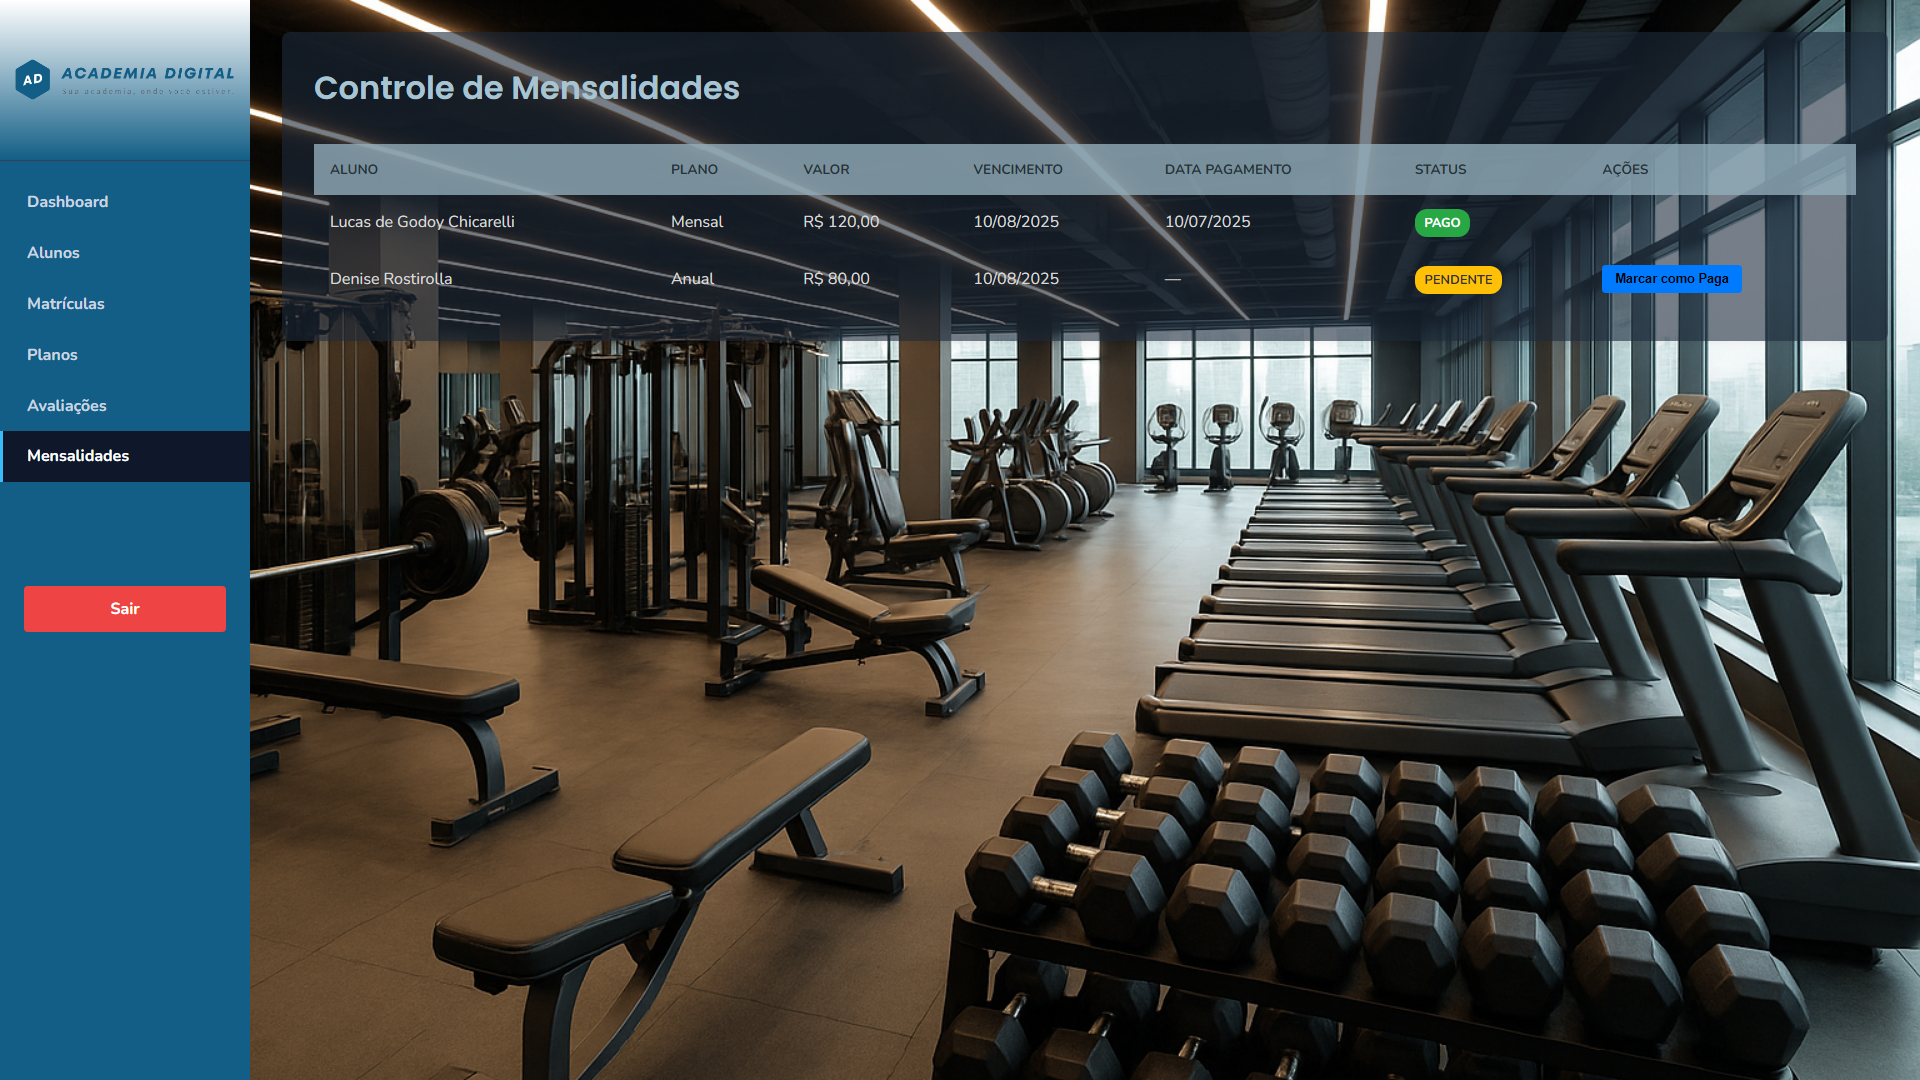 AD ACADEMIA DIGITAL
Sua academia, onde você estiver.
Dashboard
Alunos
Matrículas
Planos
Avaliações
Mensalidades
Sair
Controle de Mensalidades
ALUNO PLANO VALOR VENCIMENTO DATA PAGAMENTO STATUS AÇÕES
Lucas de Godoy Chicarelli Mensal R$ 120,00 10/08/2025 10/07/2025 PAGO
Denise Rostirolla Anual R$ 80,00 10/08/2025 — PENDENTE Marcar como Paga